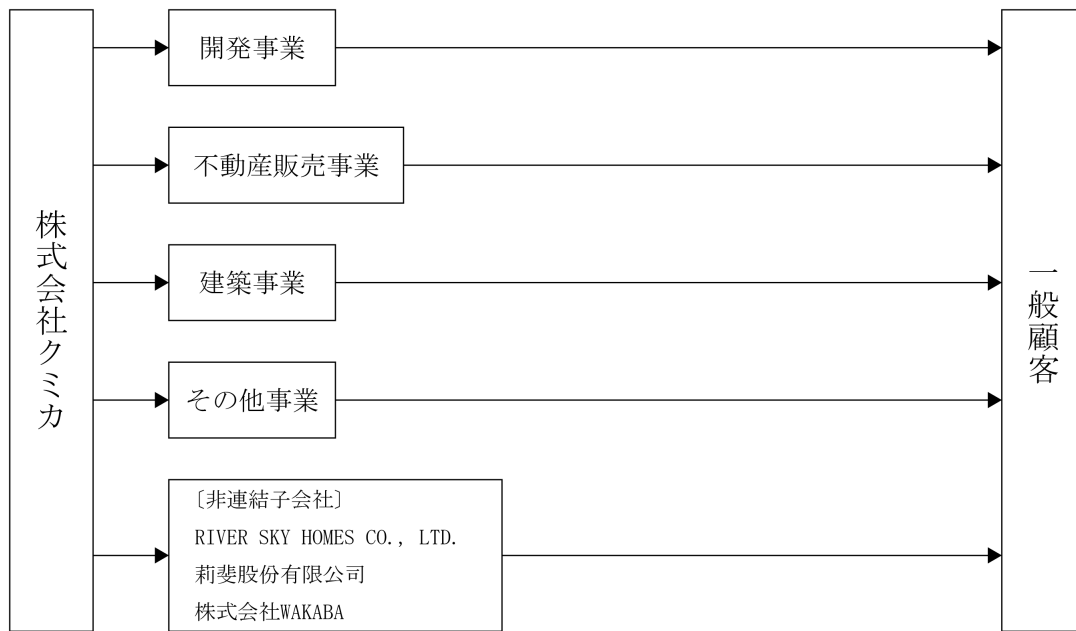 株式会社クミカ
開発事業
不動産販売事業
建築事業
その他事業
〔非連結子会社〕
RIVER SKY HOMES CO., LTD.
莉斐股份有限公司
株式会社WAKABA
一般顧客